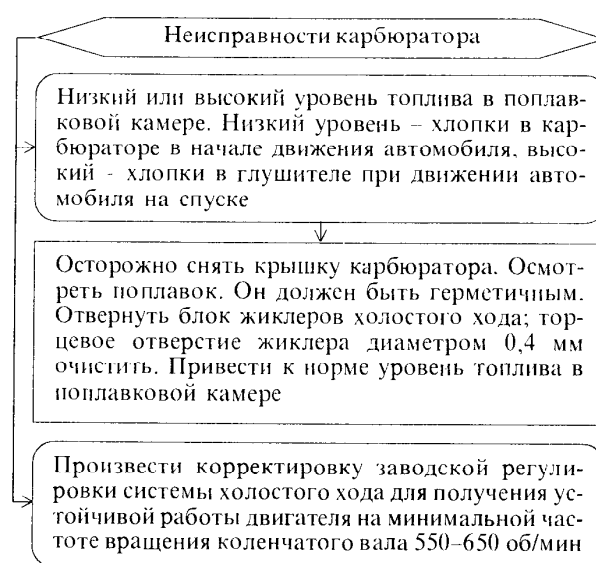 Неисправности карбюратора
Низкий или высокий уровень топлива в поплав-
ковой камере. Низкий уровень – хлопки в кар-
бюраторе в начале движения автомобиля, высо-
кий - хлопки в глушителе при движении авто-
мобиля на спуске
Осторожно снять крышку карбюратора. Осмот-
реть поплавок. Он должен быть герметичным.
Отвернуть блок жиклеров холостого хода; тор-
цевое отверстие жиклера диаметром 0,4 мм
очистить. Привести к норме уровень топлива в
поплавковой камере
Произвести корректировку заводской регули-
ровки системы холостого хода для получения ус-
тойчивой работы двигателя на минимальной час-
тоте вращения коленчатого вала 550–650 об/мин